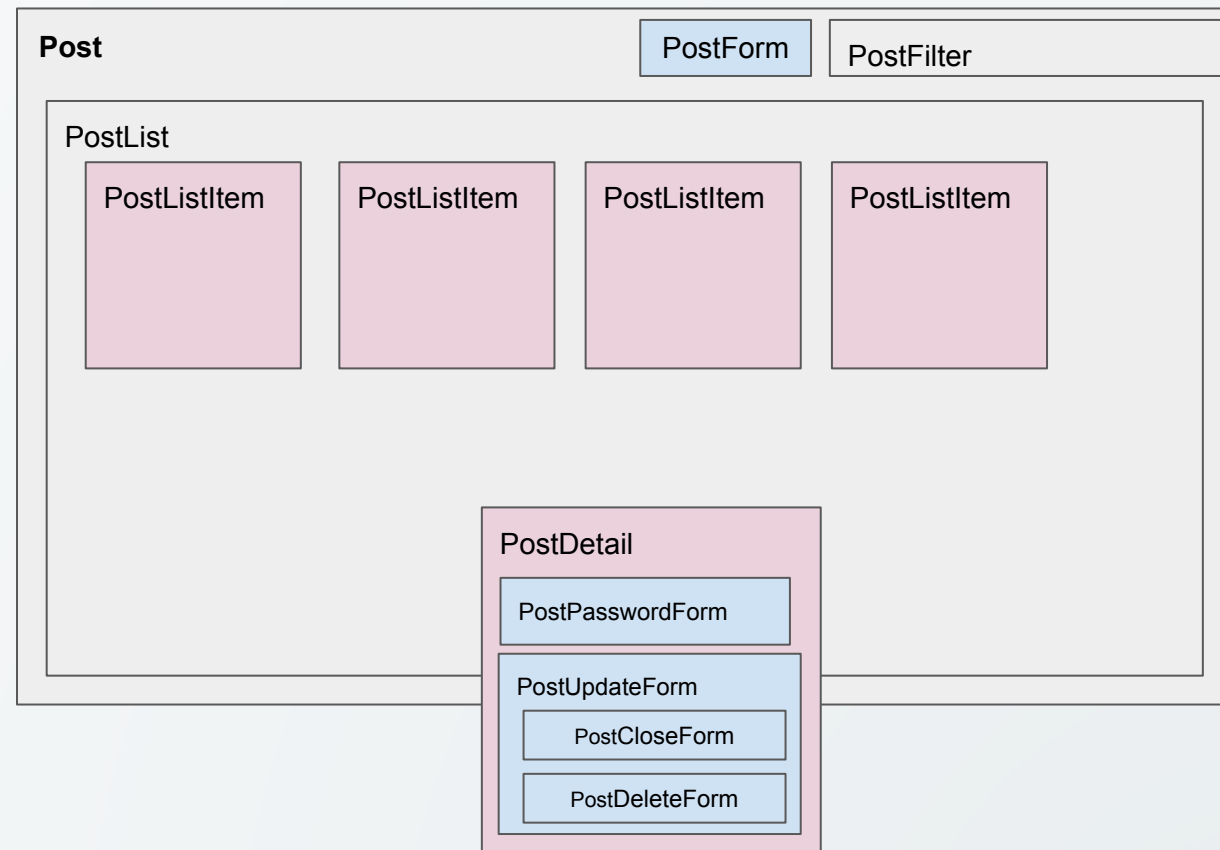 Post
PostForm
PostFilter
PostList
PostListItem
PostListItem
PostListItem
PostListItem
PostDetail
PostPasswordForm
PostUpdateForm
PostCloseForm
PostDeleteForm